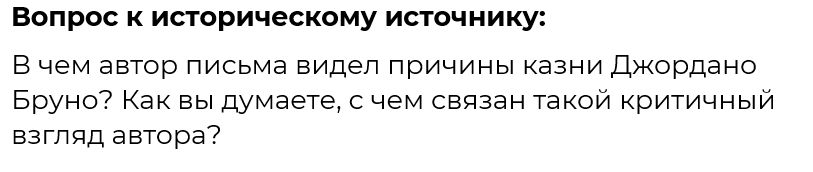 Вопрос к историческому источнику:
В чем автор письма видел причины казни Джордано
Бруно? Как вы думаете, с чем связан такой критичный
взгляд автора?